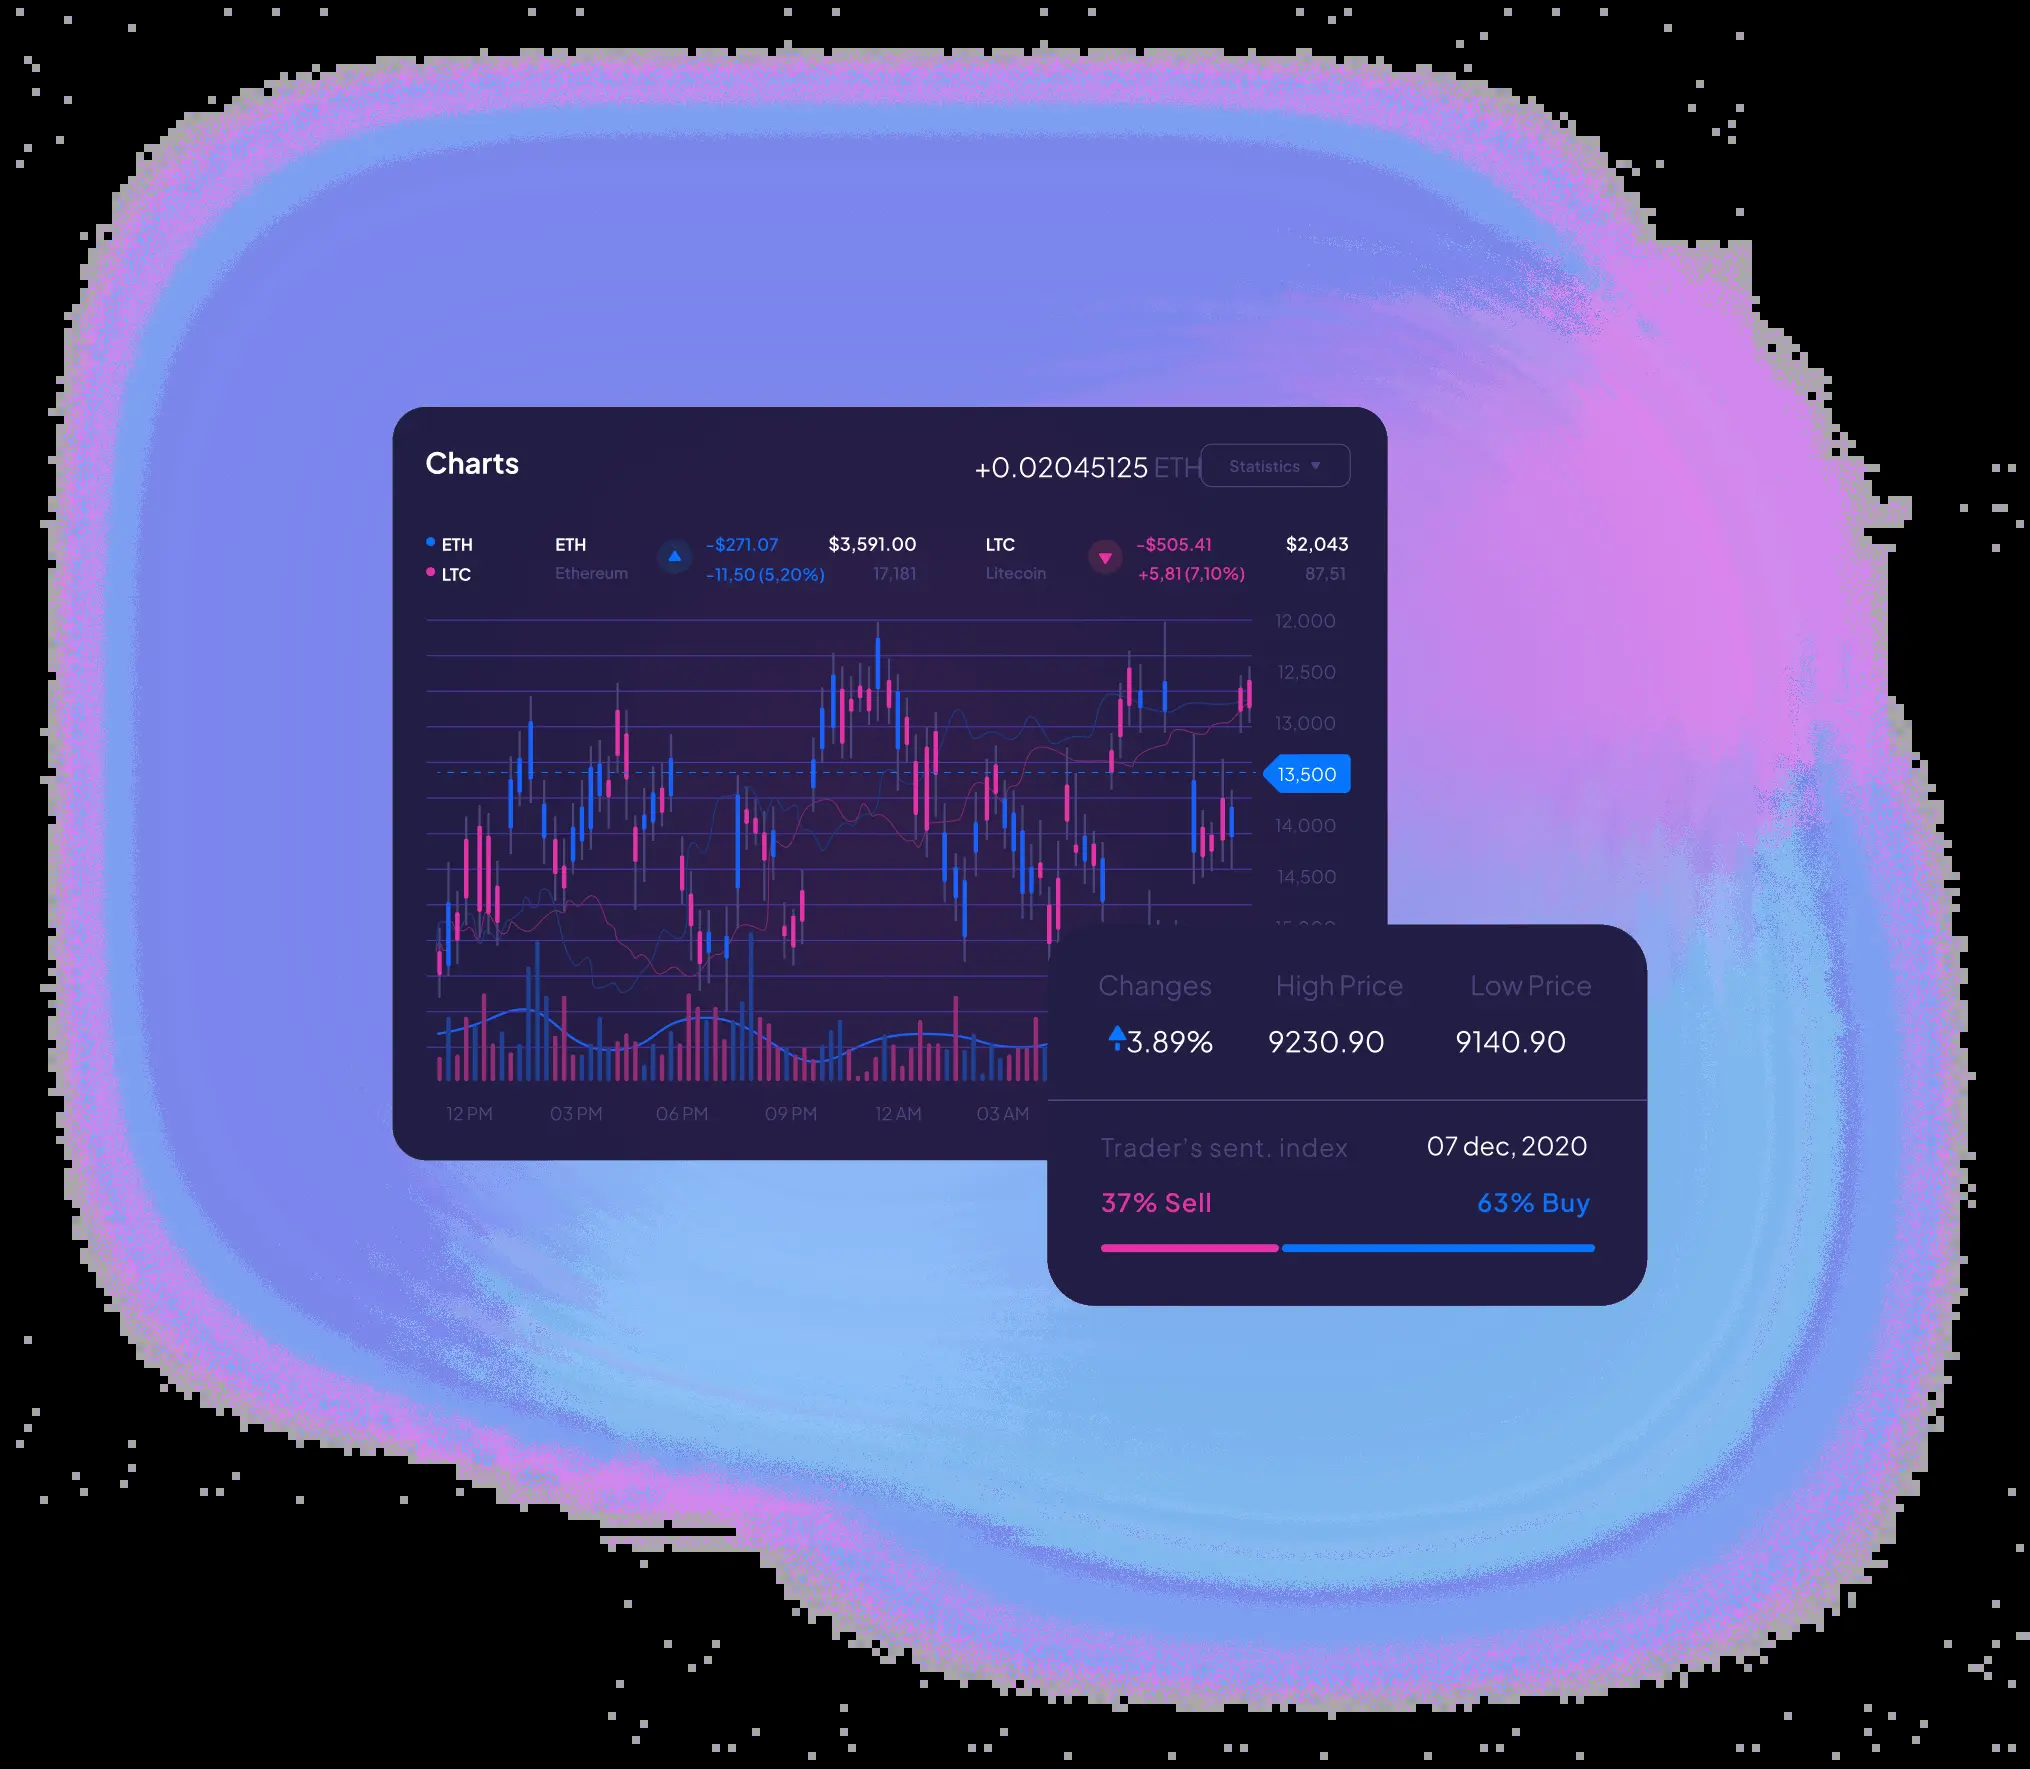 Charts
+0.02045125 ETH
Statistics
ETH
LTC
ETH
Ethereum
-$271.07
-11,50 (5,20%)
$3,591.00
17,181
LTC
Litecoin
-$505.41
+5,81 (7,10%)
$2,043
87,51
12.000
12,500
13,000
13,500
14,000
14,500
12 PM 03 PM 06 PM 09 PM 12 AM 03 AM
Changes High Price Low Price
3.89% 9230.90 9140.90
Trader's sent. index 07 dec, 2020
37% Sell 63% Buy